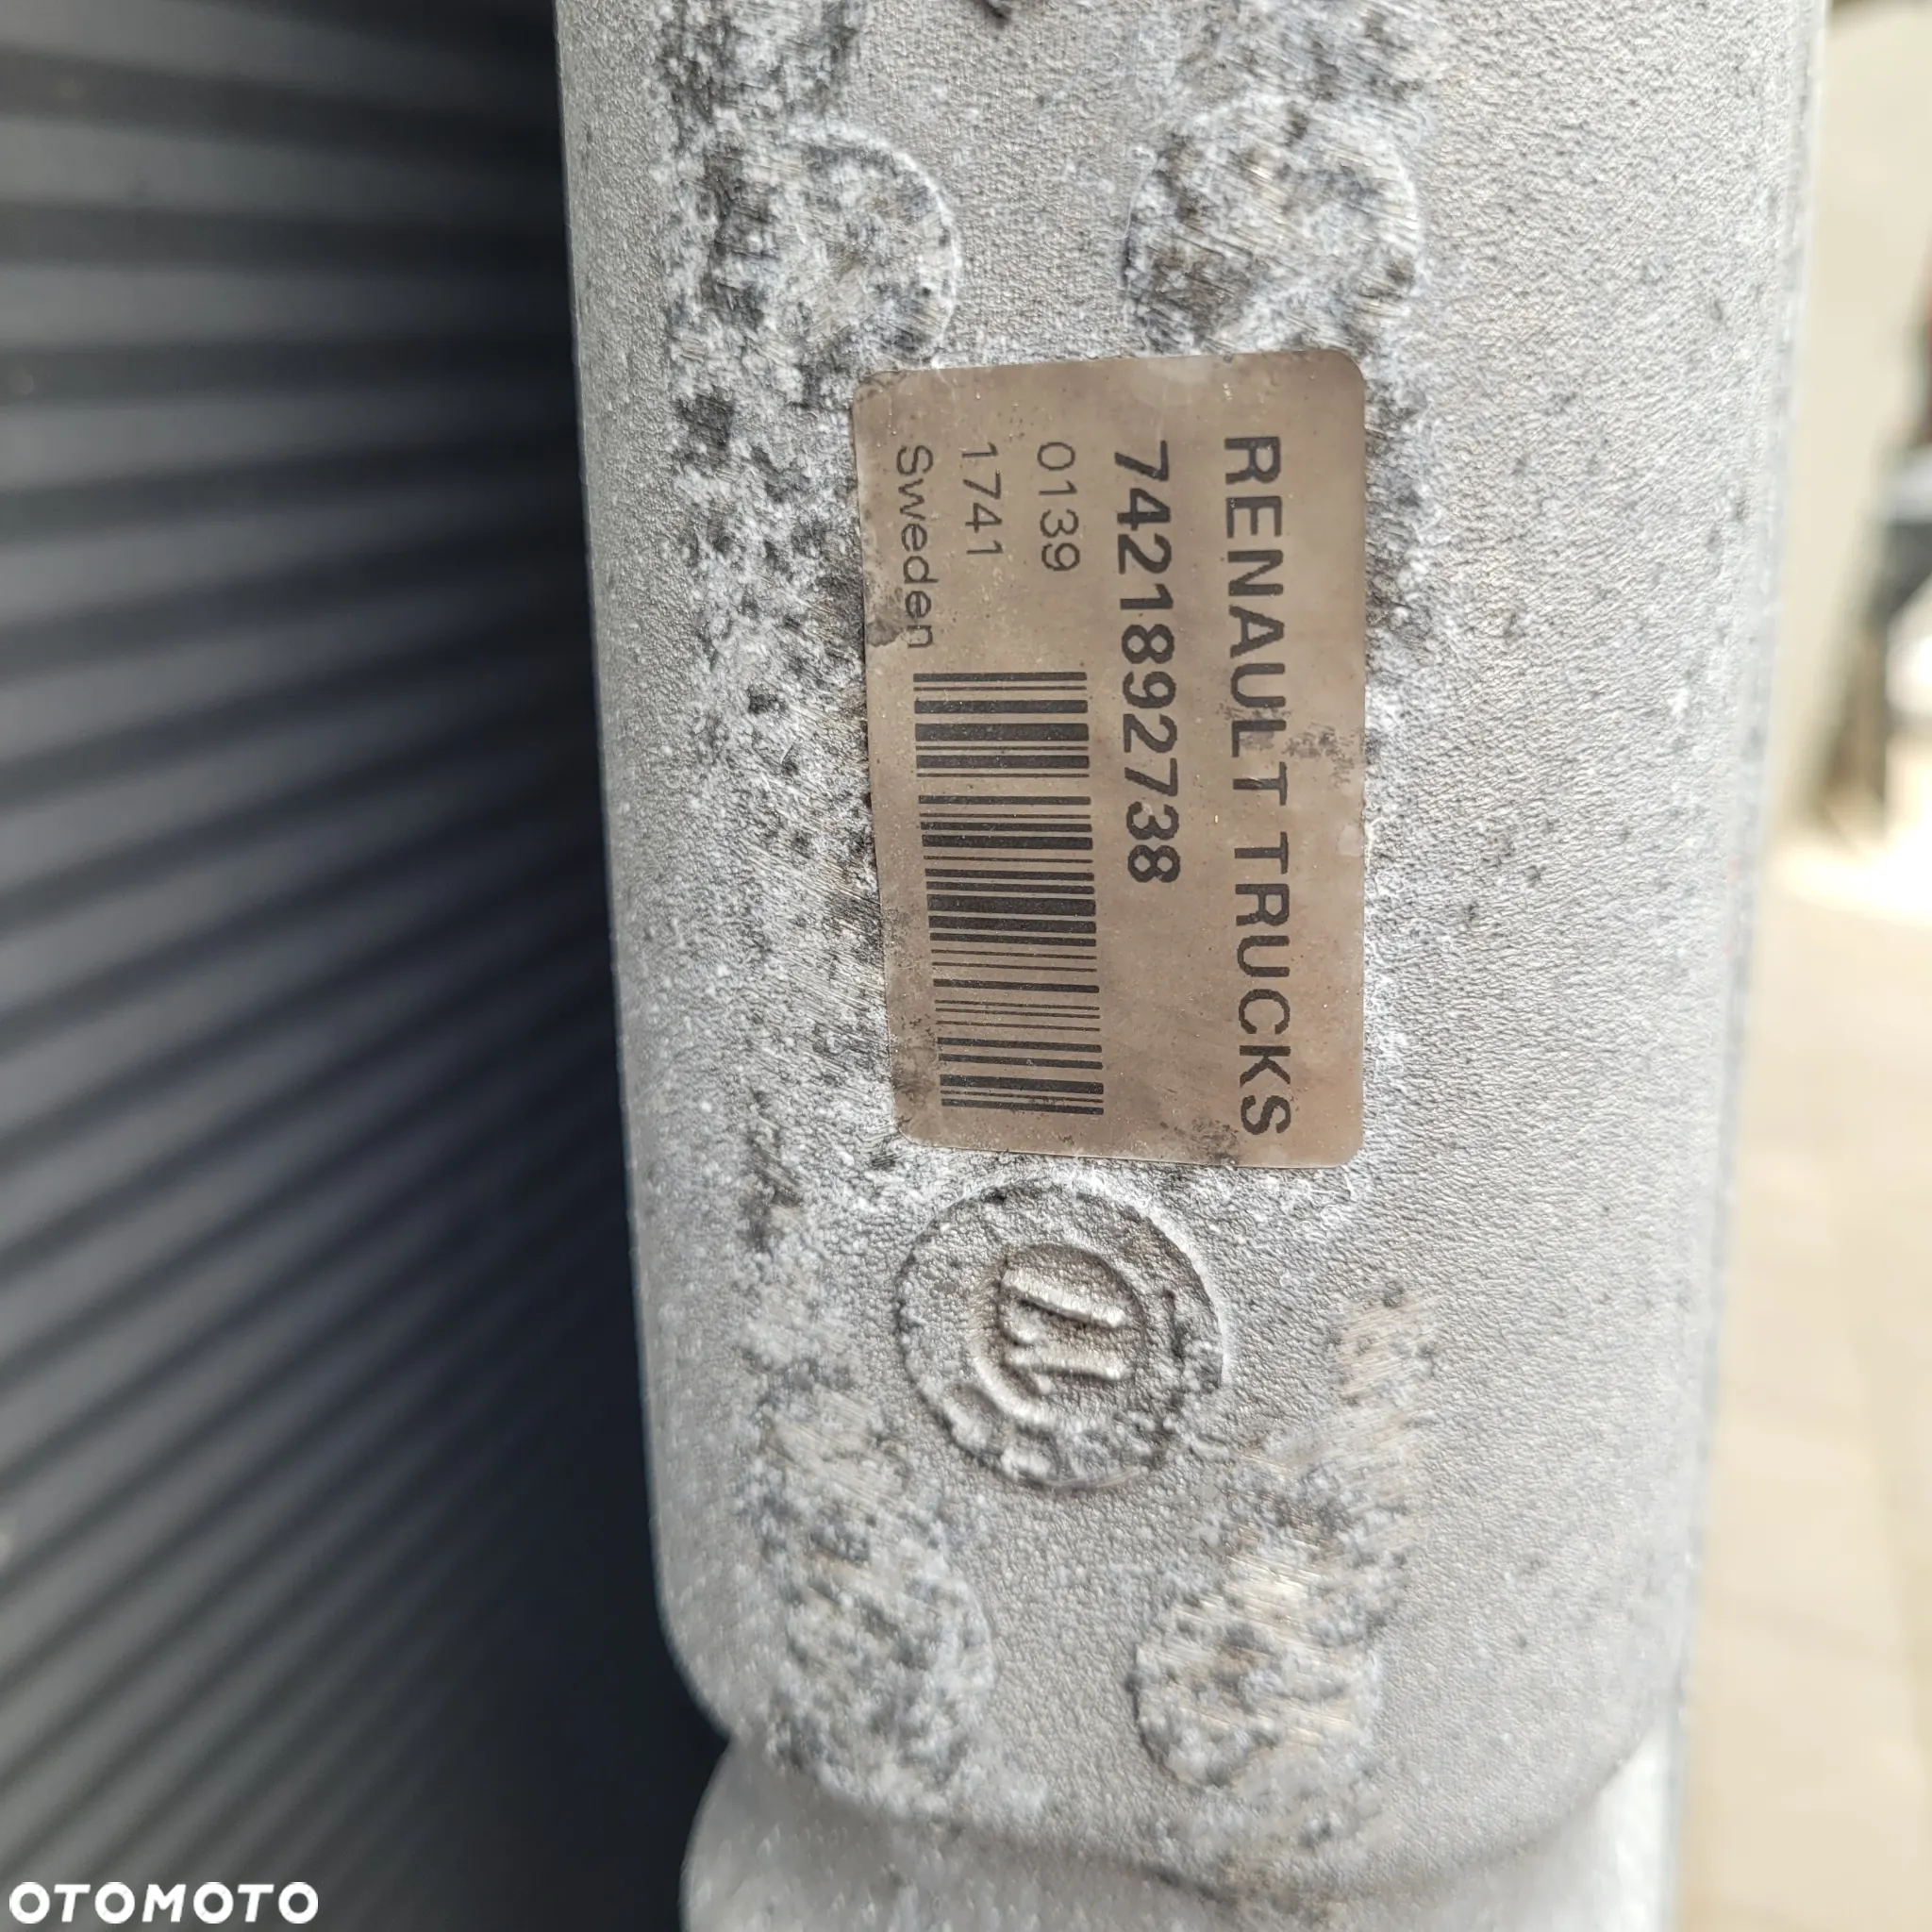 RENAULT TRUCKS
7421892738
0139
1741
Sweden
OTOMOTO